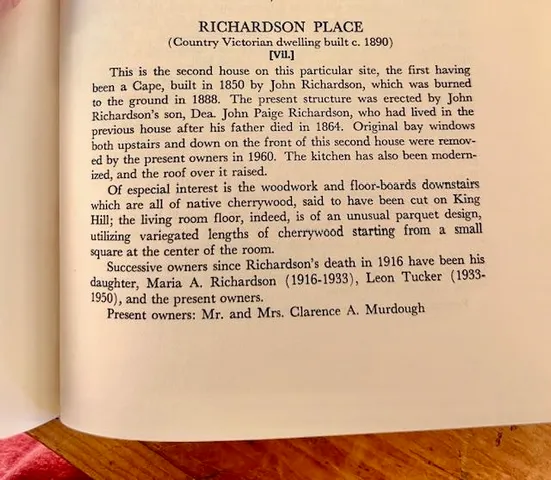 RICHARDSON PLACE
(Country Victorian dwelling built c. 1890)
[Vil.]
This is the second house on this particular site, the first having
been a Cape, built in 1850 by John Richardson, which was burned
to the ground in 1888. The present structure was erected by John
Richardson's son, Dea. John Paige Richardson, who had lived in the
previous house after his father died in 1864. Original bay windows
both upstairs and down on the front of this second house were remov-
ed by the present owners in 1960. The kitchen has also been modern-
ized, and the roof over it raised.
Of especial interest is the woodwork and floor-boards downstairs
which are all of native cherrywood, said to have been cut on King
Hill; the living room floor, indeed, is of an unusual parquet design,
utilizing variegated lengths of cherrywood starting from a small
square at the center of the room.
Successive owners since Richardson's death in 1916 have been his
daughter, Maria A. Richardson (1916-1933), Leon Tucker (1933-
1950), and the present owners.
Present owners: Mr. and Mrs. Clarence A. Murdough